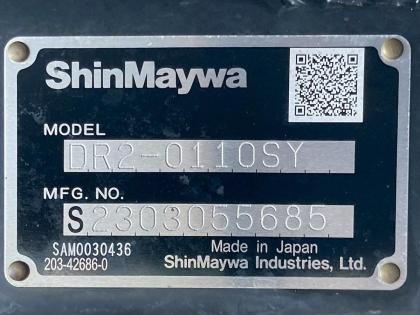 ShinMaywa
MODEL
DR2-0110SY
MFG. NO.
S2303055685
SAM0030436
Made in Japan
203-42686-0
ShinMaywa Industries, Ltd.